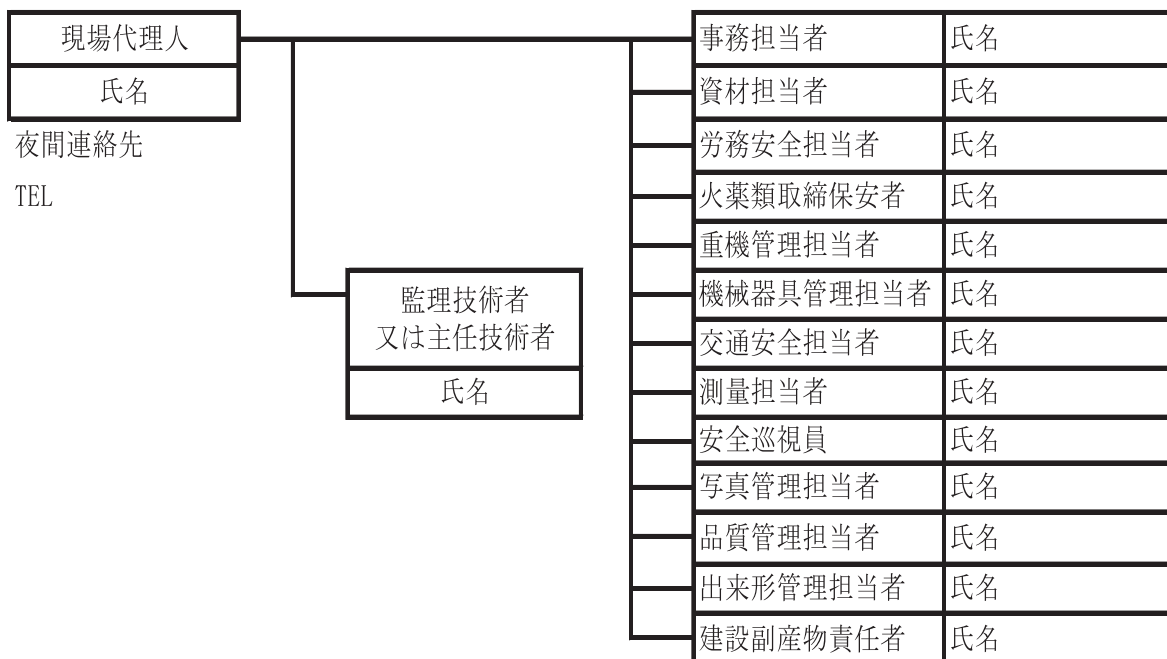 現場代理人
氏名
夜間連絡先
TEL
監理技術者
又は主任技術者
氏名
事務担当者 氏名
資材担当者 氏名
労務安全担当者 氏名
火薬類取締保安者 氏名
重機管理担当者 氏名
機械器具管理担当者 氏名
交通安全担当者 氏名
測量担当者 氏名
安全巡視員 氏名
写真管理担当者 氏名
品質管理担当者 氏名
出来形管理担当者 氏名
建設副産物責任者 氏名